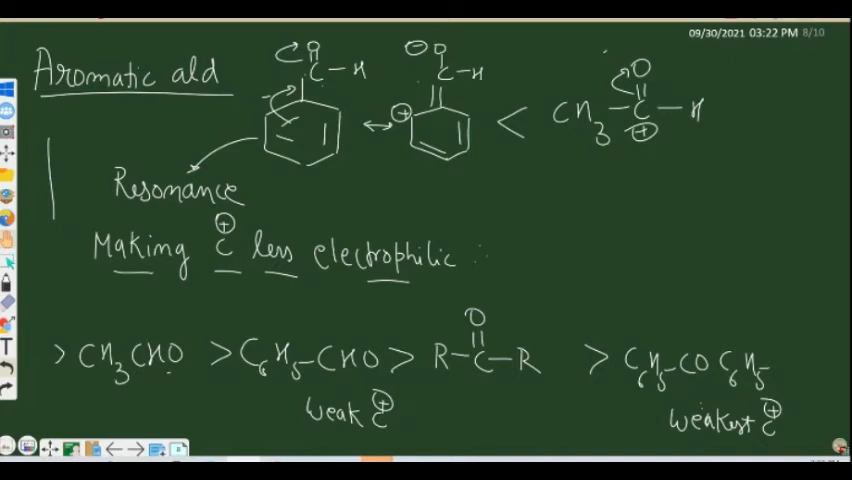 09/30/2021 03:22 PM 8/10
Aromatic ald
O
C-H
⊖ O
C-H
⊕
↔
<
O
CH3-C-H
⊕
Resonance
⊕
Making C less electrophilic
> CH3CHO > C6H5-CHO > R-C-R > C6H5-CO C6H5
O
weak C⊕
weakest C⊕
T